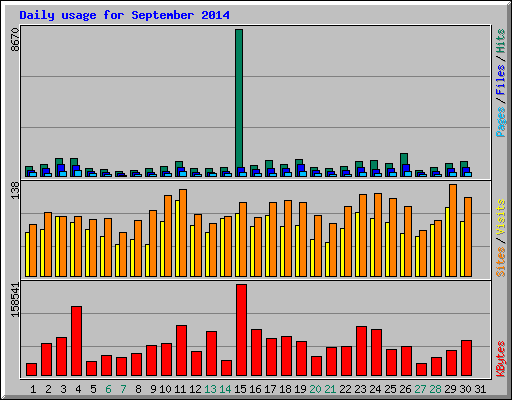 Daily usage for September 2014
8670
Pages / Files / Hits
138
Sites / Visits
158541
KBytes
1 2 3 4 5 6 7 8 9 10 11 12 13 14 15 16 17 18 19 20 21 22 23 24 25 26 27 28 29 30 31